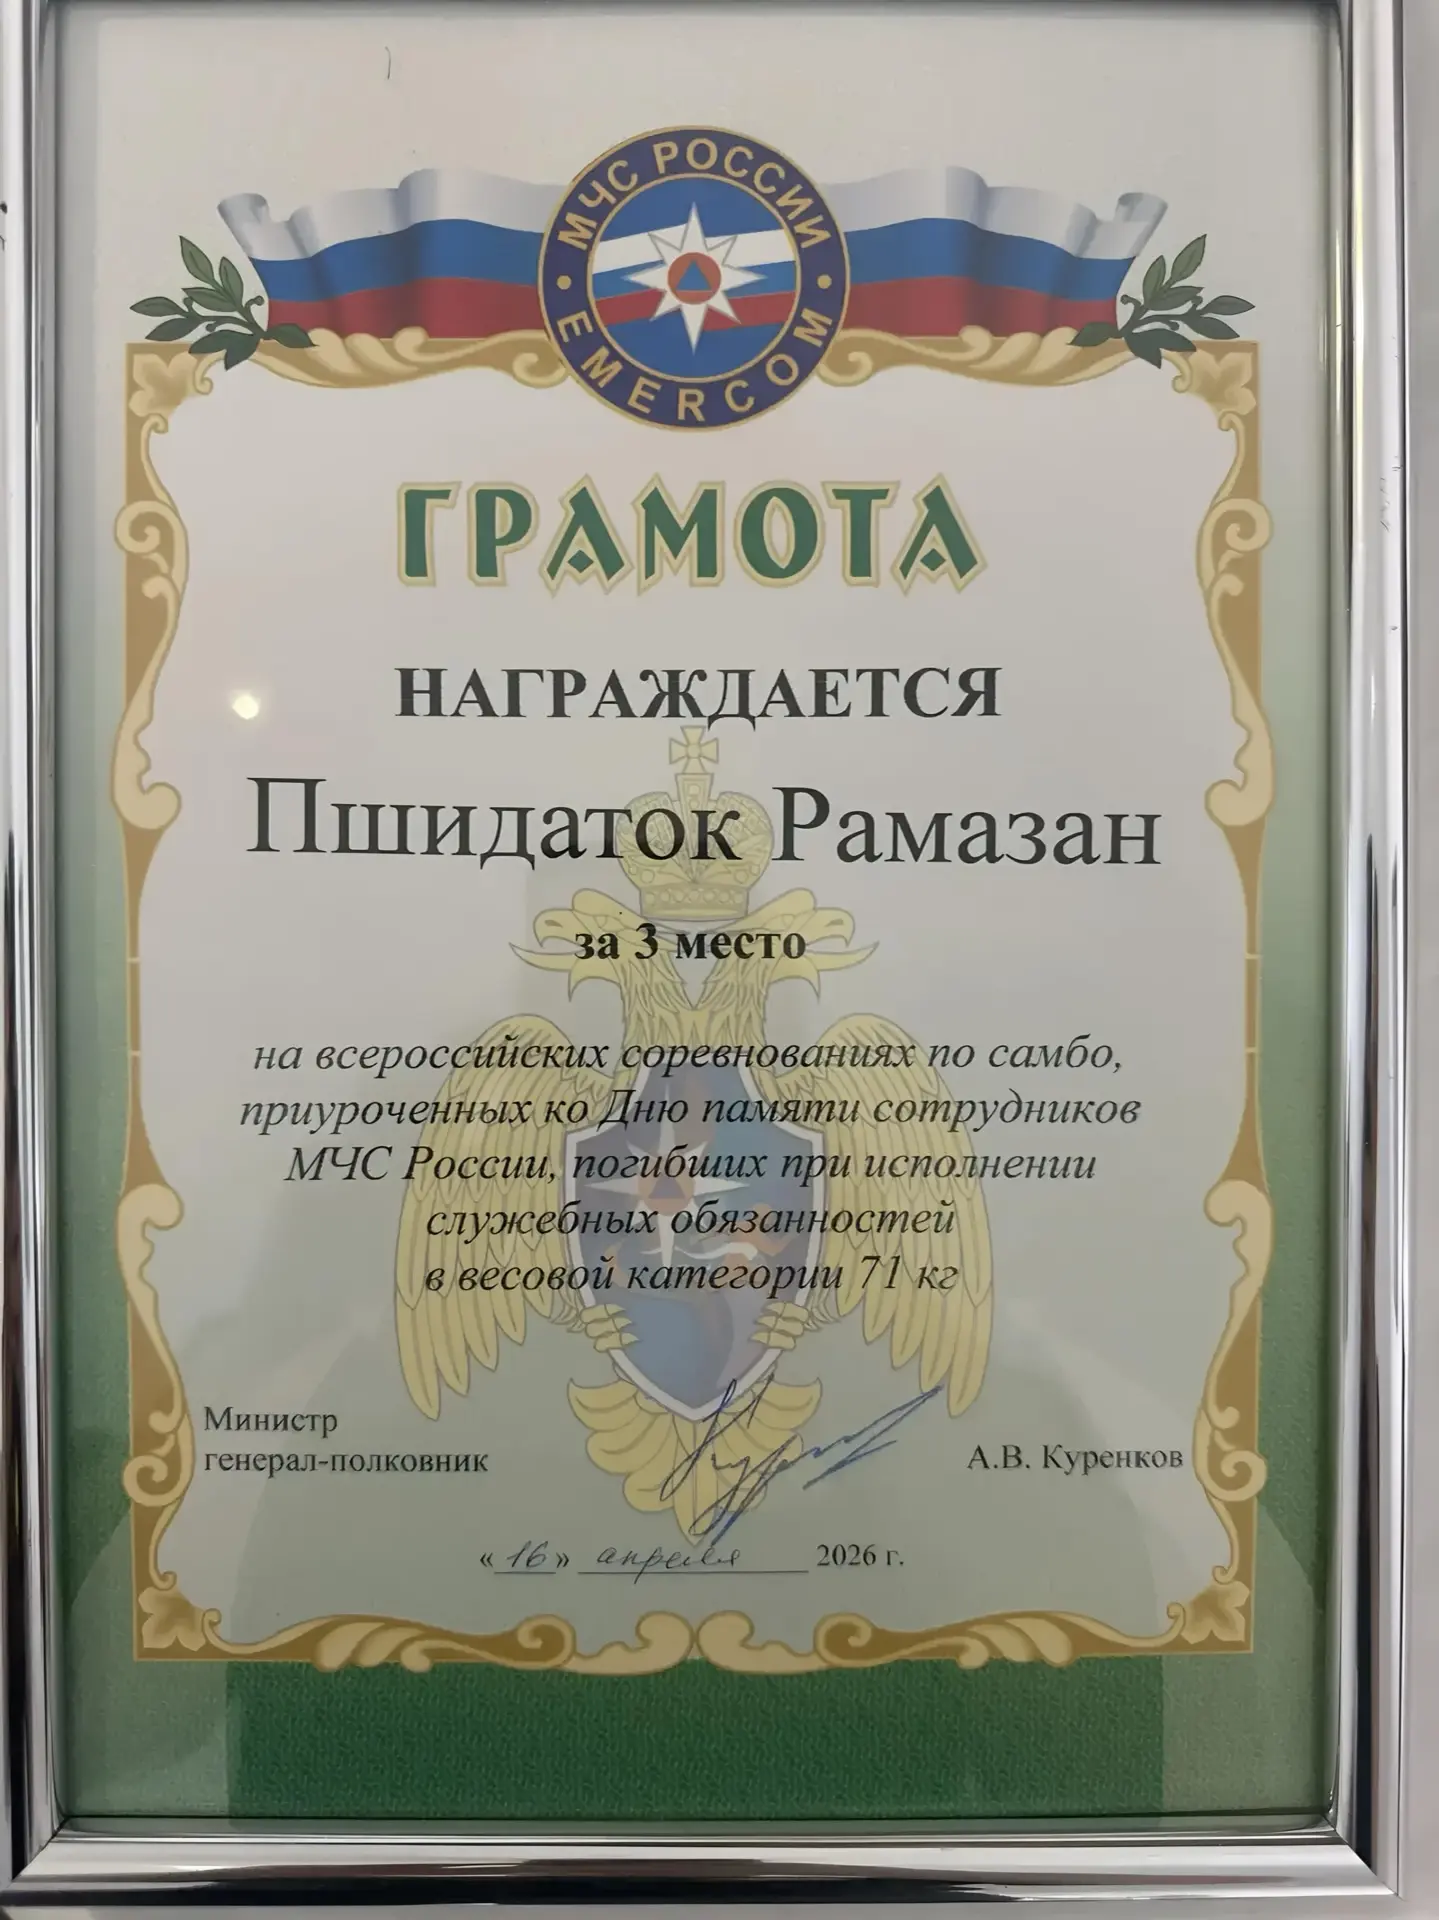 МЧС РОССИИ
EMERCOM
ГРАМОТА
НАГРАЖДАЕТСЯ
Пшидаток Рамазан
за 3 место
на всероссийских соревнованиях по самбо,
приуроченных ко Дню памяти сотрудников
МЧС России, погибших при исполнении
служебных обязанностей
в весовой категории 71 кг
Министр
генерал-полковник
А.В. Куренков
«16» апреля 2026 г.